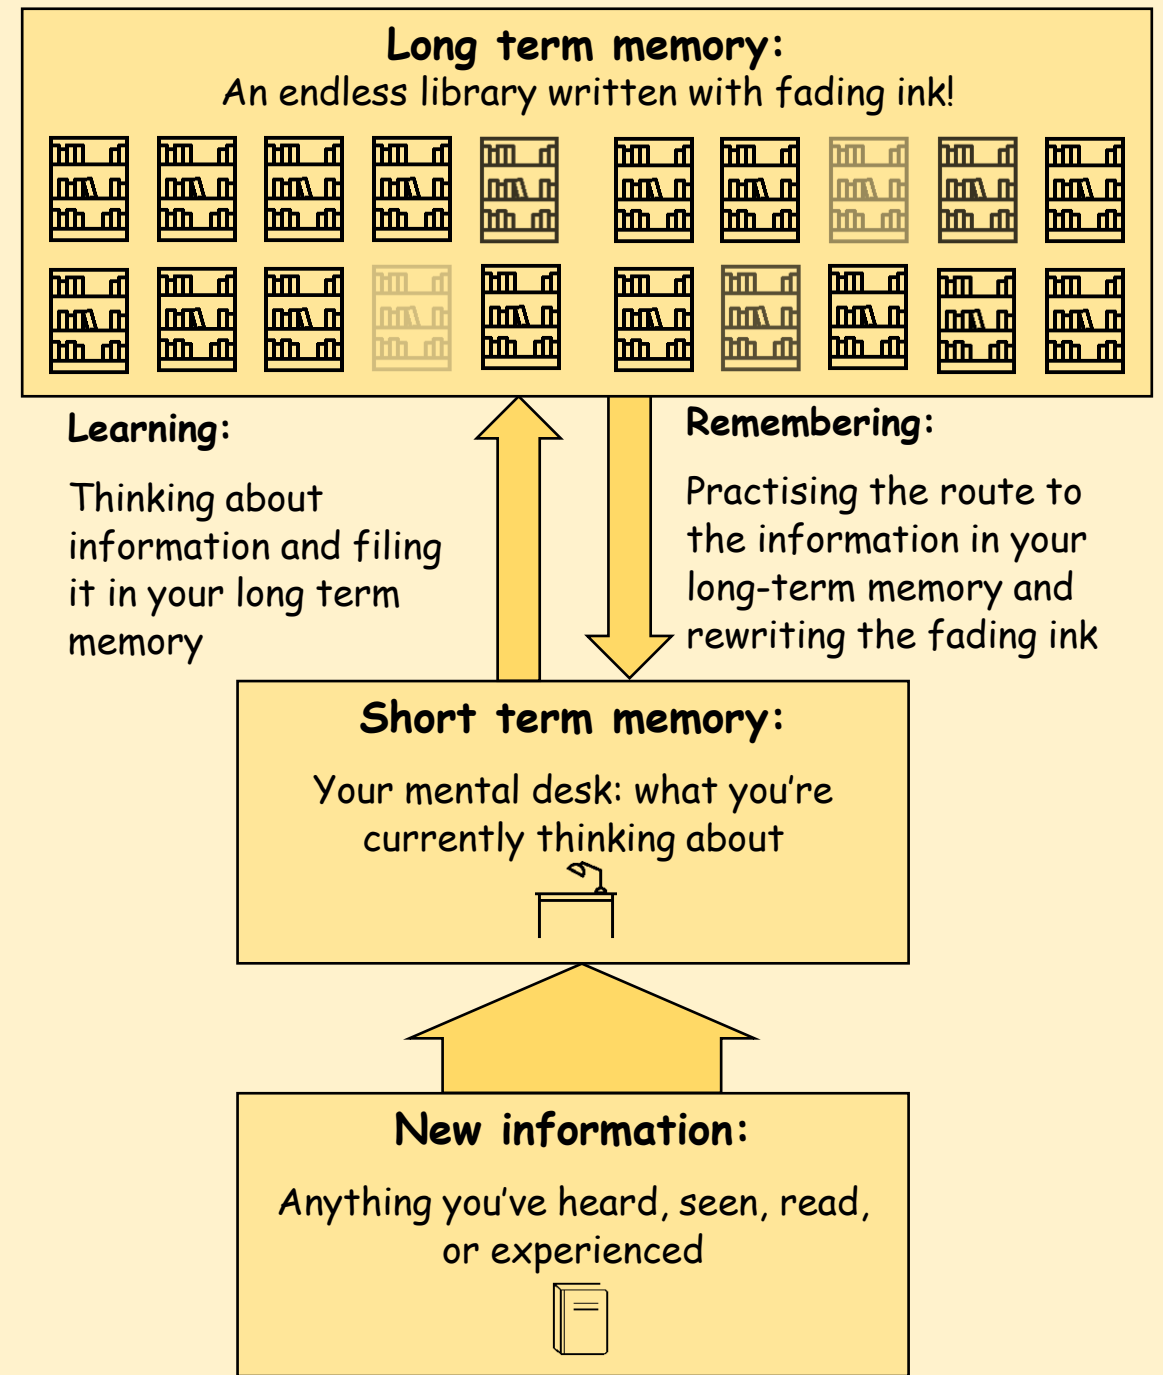 Long term memory:
An endless library written with fading ink!
Learning:
Thinking about
information and filing
it in your long term
memory
Remembering:
Practising the route to
the information in your
long-term memory and
rewriting the fading ink
Short term memory:
Your mental desk: what you're
currently thinking about
New information:
Anything you've heard, seen, read,
or experienced